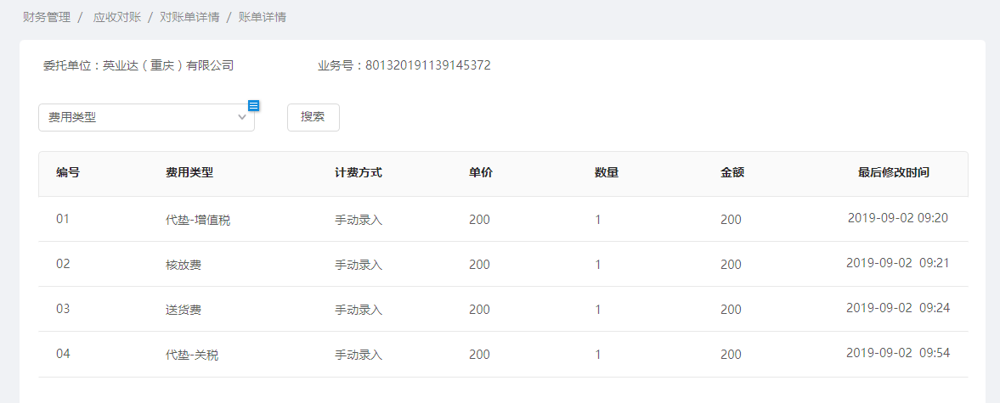 财务管理 / 应收对账 / 对账单详情 / 账单详情
委托单位：英业达（重庆）有限公司 业务号：801320191139145372
费用类型 搜索
编号 费用类型 计费方式 单价 数量 金额 最后修改时间
01 代垫-增值税 手动录入 200 1 200 2019-09-02 09:20
02 核放费 手动录入 200 1 200 2019-09-02 09:21
03 送货费 手动录入 200 1 200 2019-09-02 09:24
04 代垫-关税 手动录入 200 1 200 2019-09-02 09:54